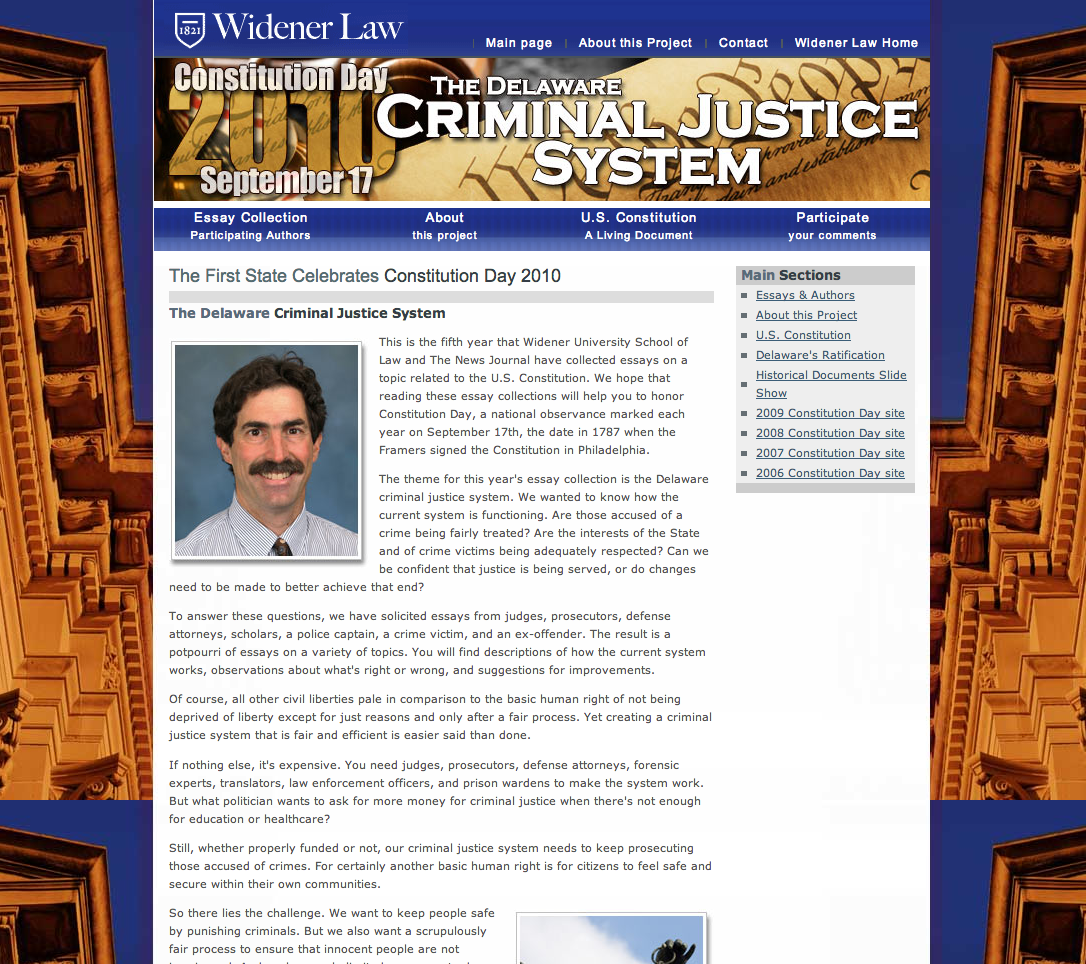 1821 Widener Law
Main page
About this Project
Contact
Widener Law Home
Constitution Day
2010
September 17
The Delaware
Criminal Justice
System
Essay Collection
Participating Authors
About
this project
U.S. Constitution
A Living Document
Participate
your comments
The First State Celebrates Constitution Day 2010
The Delaware Criminal Justice System
This is the fifth year that Widener University School of
Law and The News Journal have collected essays on a
topic related to the U.S. Constitution. We hope that
reading these essay collections will help you to honor
Constitution Day, a national observance marked each
year on September 17th, the date in 1787 when the
Framers signed the Constitution in Philadelphia.
The theme for this year's essay collection is the Delaware
criminal justice system. We wanted to know how the
current system is functioning. Are those accused of a
crime being fairly treated? Are the interests of the State
and of crime victims being adequately respected? Can we
be confident that justice is being served, or do changes
need to be made to better achieve that end?
To answer these questions, we have solicited essays from judges, prosecutors, defense
attorneys, scholars, a police captain, a crime victim, and an ex-offender. The result is a
potpourri of essays on a variety of topics. You will find descriptions of how the current system
works, observations about what's right or wrong, and suggestions for improvements.
Of course, all other civil liberties pale in comparison to the basic human right of not being
deprived of liberty except for just reasons and only after a fair process. Yet creating a criminal
justice system that is fair and efficient is easier said than done.
If nothing else, it's expensive. You need judges, prosecutors, defense attorneys, forensic
experts, translators, law enforcement officers, and prison wardens to make the system work.
But what politician wants to ask for more money for criminal justice when there's not enough
for education or healthcare?
Still, whether properly funded or not, our criminal justice system needs to keep prosecuting
those accused of crimes. For certainly another basic human right is for citizens to feel safe and
secure within their own communities.
So there lies the challenge. We want to keep people safe
by punishing criminals. But we also want a scrupulously
fair process to ensure that innocent people are not
Main Sections
Essays & Authors
About this Project
U.S. Constitution
Delaware's Ratification
Historical Documents Slide
Show
2009 Constitution Day site
2008 Constitution Day site
2007 Constitution Day site
2006 Constitution Day site